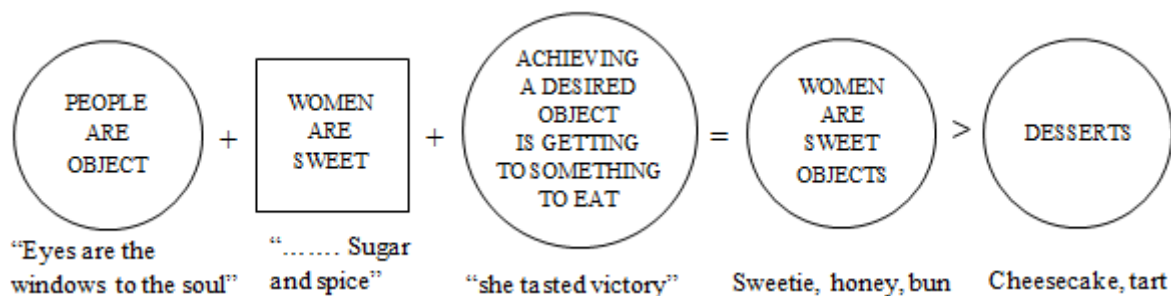 PEOPLE
ARE
OBJECT
+
WOMEN
ARE
SWEET
+
ACHIEVING
A DESIRED
OBJECT
IS GETTING
TO SOMETHING
TO EAT
=
WOMEN
ARE
SWEET
OBJECTS
>
DESSERTS
“Eyes are the
windows to the soul”
“……. Sugar
and spice”
“she tasted victory”
Sweetie, honey, bun
Cheesecake, tart